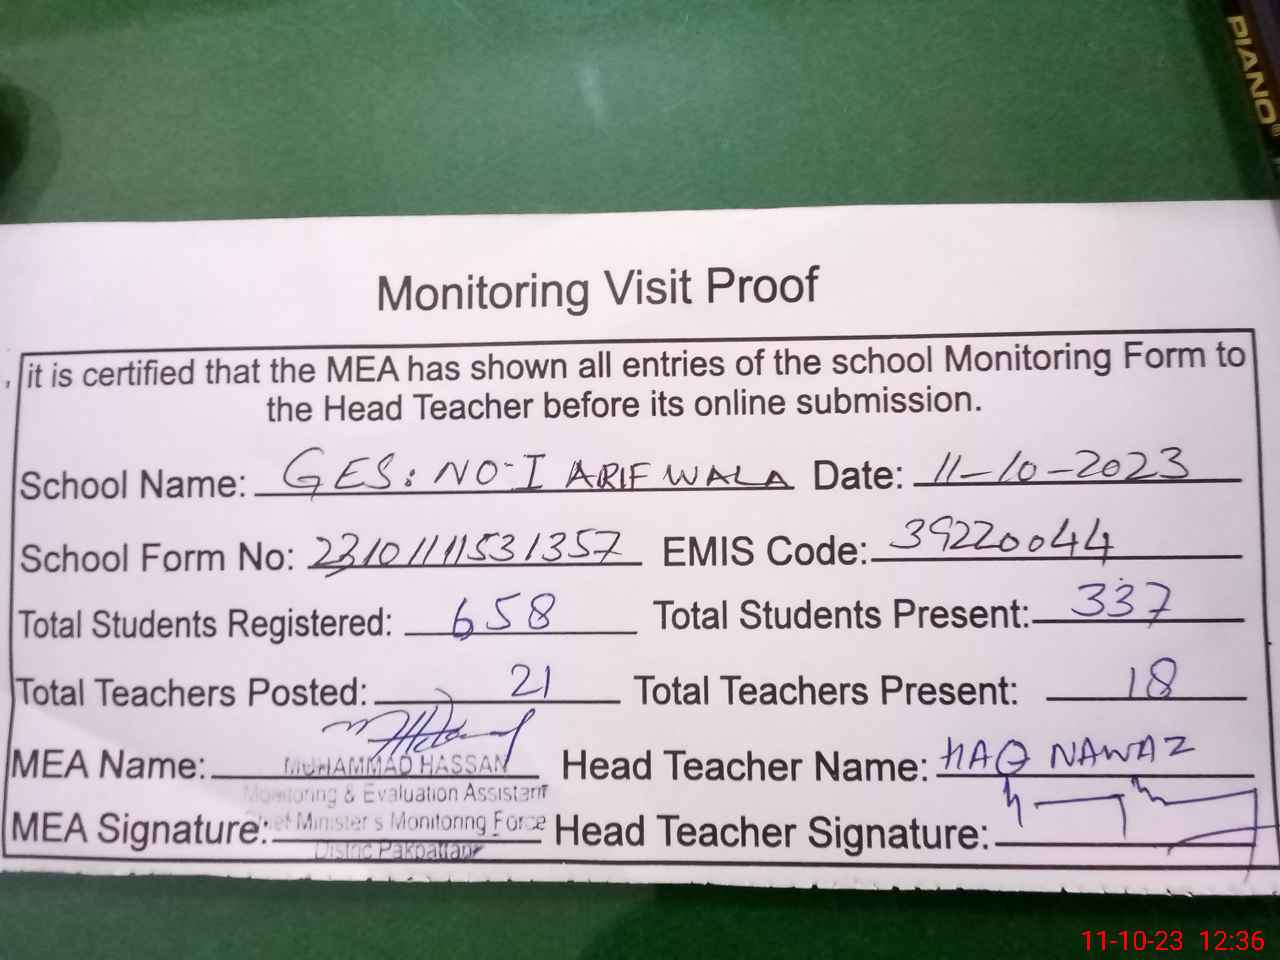 PIANO
Monitoring Visit Proof
it is certified that the MEA has shown all entries of the school Monitoring Form to
the Head Teacher before its online submission.
School Name: GES: NO-I ARIF WALA Date: 11-10-2023
School Form No: 2310111531357 EMIS Code: 39220044
Total Students Registered: 658 Total Students Present: 337
Total Teachers Posted: 21 Total Teachers Present: 18
MEA Name: MUHAMMAD HASSAN Head Teacher Name: HAQ NAWAZ
Monitoring & Evaluation Assistant
MEA Signature: Chief Minister s Monitoring Force Head Teacher Signature:
District Pakpattan
11-10-23 12:36